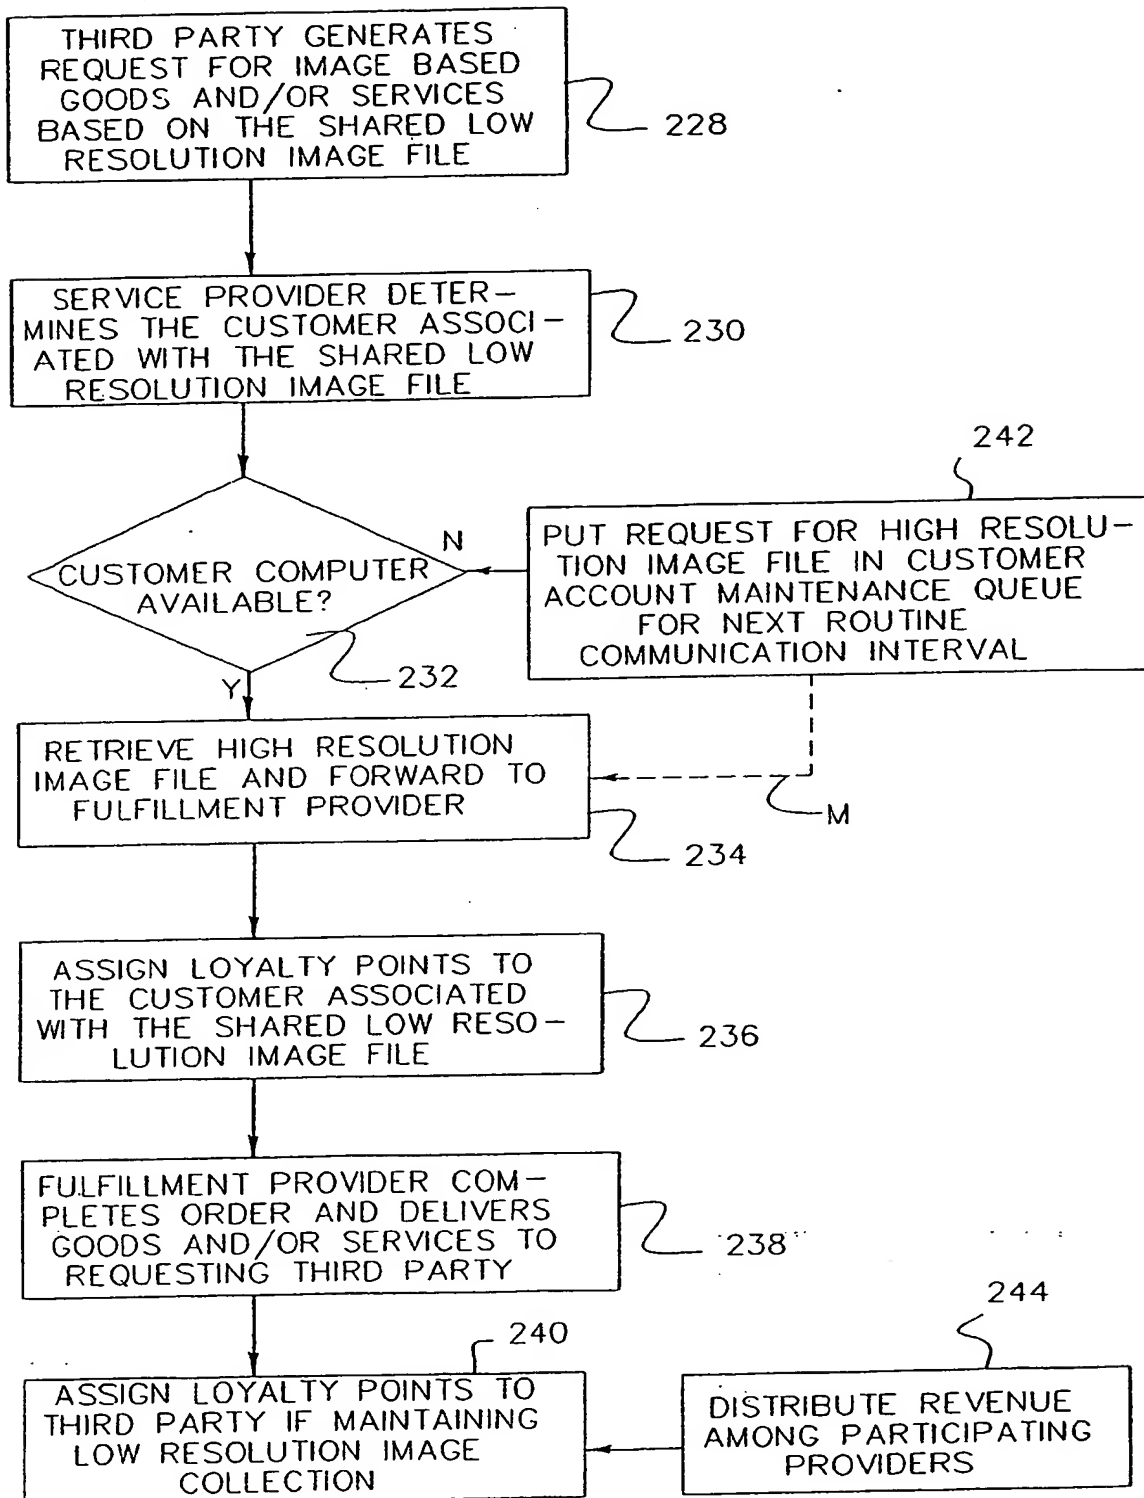 THIRD PARTY GENERATES
REQUEST FOR IMAGE BASED
GOODS AND/OR SERVICES
BASED ON THE SHARED LOW
RESOLUTION IMAGE FILE
228
SERVICE PROVIDER DETER-
MINES THE CUSTOMER ASSOCI-
ATED WITH THE SHARED LOW
RESOLUTION IMAGE FILE
230
CUSTOMER COMPUTER
AVAILABLE?
N
232
Y
242
PUT REQUEST FOR HIGH RESOLU-
TION IMAGE FILE IN CUSTOMER
ACCOUNT MAINTENANCE QUEUE
FOR NEXT ROUTINE
COMMUNICATION INTERVAL
RETRIEVE HIGH RESOLUTION
IMAGE FILE AND FORWARD TO
FULFILLMENT PROVIDER
M
234
ASSIGN LOYALTY POINTS TO
THE CUSTOMER ASSOCIATED
WITH THE SHARED LOW RESO-
LUTION IMAGE FILE
236
FULFILLMENT PROVIDER COM-
PLETES ORDER AND DELIVERS
GOODS AND/OR SERVICES TO
REQUESTING THIRD PARTY
238
240
ASSIGN LOYALTY POINTS TO
THIRD PARTY IF MAINTAINING
LOW RESOLUTION IMAGE
COLLECTION
244
DISTRIBUTE REVENUE
AMONG PARTICIPATING
PROVIDERS